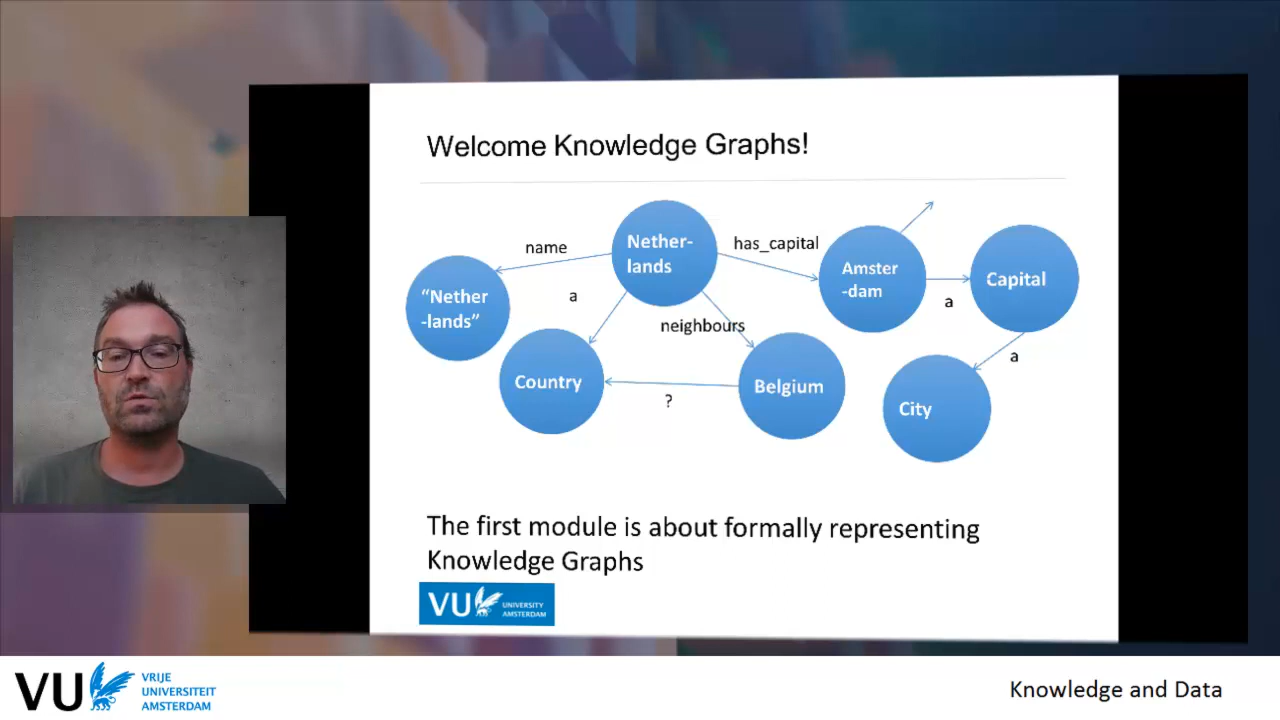 Welcome Knowledge Graphs!
name
Nether-
lands
has_capital
"Nether
-lands"
a
Amster
-dam
a
Capital
neighbours
a
Country
?
Belgium
City
The first module is about formally representing
Knowledge Graphs
VU
UNIVERSITY
AMSTERDAM
VU
VRIJE
UNIVERSITEIT
AMSTERDAM
Knowledge and Data